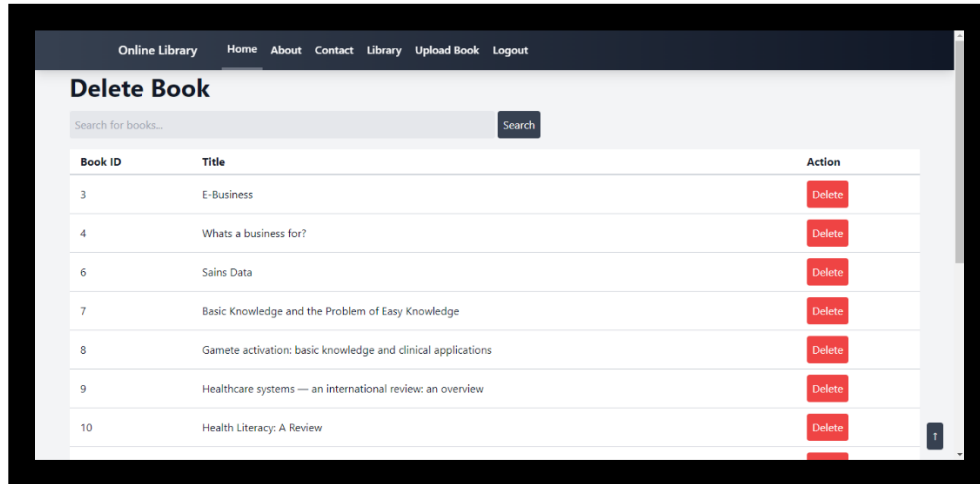 Online Library Home About Contact Library Upload Book Logout
Delete Book
Search for books... Search
Book ID Title Action
3 E-Business Delete
4 Whats a business for? Delete
6 Sains Data Delete
7 Basic Knowledge and the Problem of Easy Knowledge Delete
8 Gamete activation: basic knowledge and clinical applications Delete
9 Healthcare systems — an international review: an overview Delete
10 Health Literacy: A Review Delete
↑